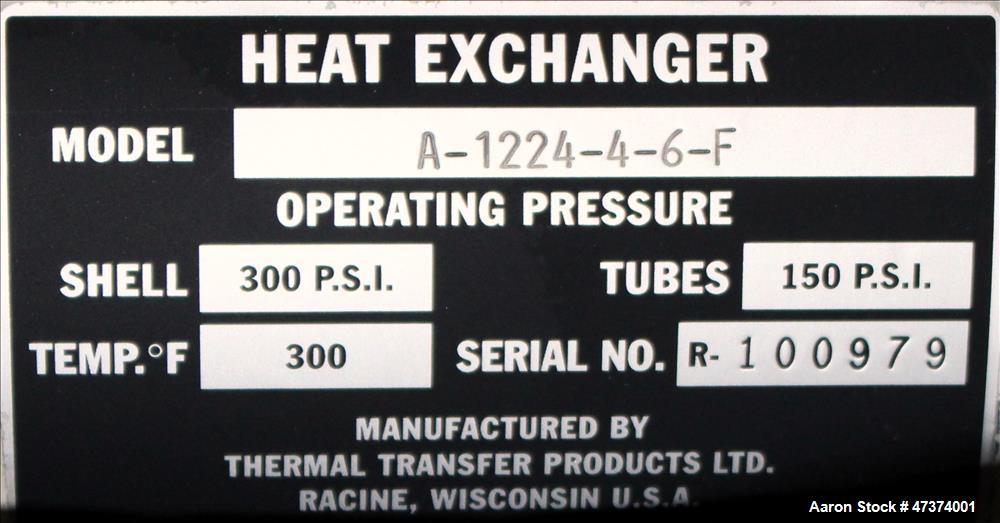 HEAT EXCHANGER
MODEL A-1224-4-6-F
OPERATING PRESSURE
SHELL 300 P.S.I. TUBES 150 P.S.I.
TEMP.°F 300 SERIAL NO. R- 100979
MANUFACTURED BY
THERMAL TRANSFER PRODUCTS LTD.
RACINE, WISCONSIN U.S.A.
Aaron Stock # 47374001